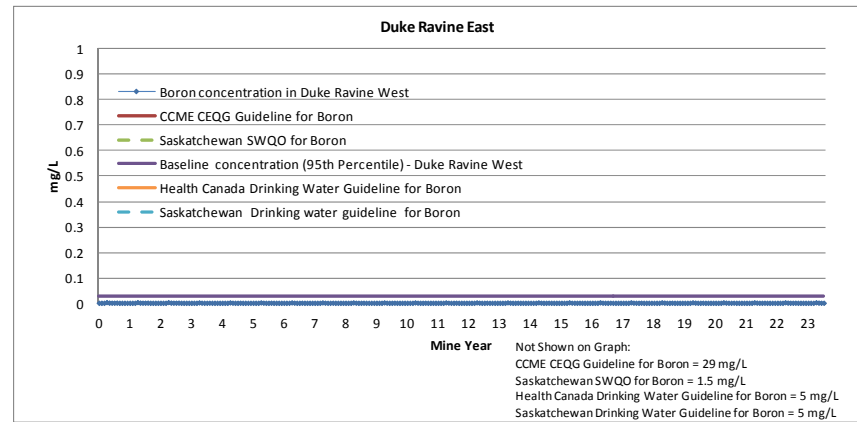 Duke Ravine East
1
0.9
0.8
0.7
0.6
0.5
0.4
0.3
0.2
0.1
0
mg/L
Boron concentration in Duke Ravine West
CCME CEQG Guideline for Boron
Saskatchewan SWQO for Boron
Baseline concentration (95th Percentile) - Duke Ravine West
Health Canada Drinking Water Guideline for Boron
Saskatchewan Drinking water guideline for Boron
0 1 2 3 4 5 6 7 8 9 10 11 12 13 14 15 16 17 18 19 20 21 22 23
Mine Year
Not Shown on Graph:
CCME CEQG Guideline for Boron = 29 mg/L
Saskatchewan SWQO for Boron = 1.5 mg/L
Health Canada Drinking Water Guideline for Boron = 5 mg/L
Saskatchewan Drinking Water Guideline for Boron = 5 mg/L